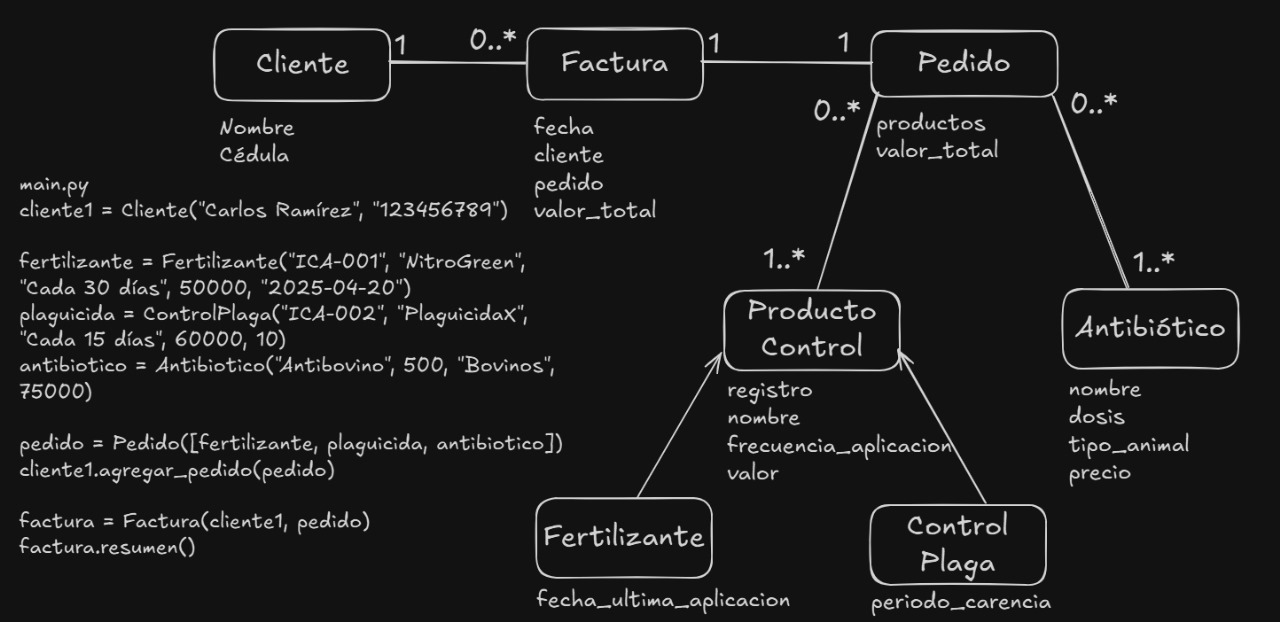 Cliente
1
0..*
Factura
1
1
Pedido
Nombre
Cédula
fecha
cliente
pedido
valor_total
0..*
productos
valor_total
0..*
main.py
cliente1 = Cliente("Carlos Ramírez", "123456789")
fertilizante = Fertilizante("ICA-001", "NitroGreen",
"Cada 30 días", 50000, "2025-04-20")
plaguicida = ControlPlaga("ICA-002", "PlaguicidaX",
"Cada 15 días", 60000, 10)
antibiotico = Antibiotico("Antibovino", 500, "Bovinos",
75000)
pedido = Pedido([fertilizante, plaguicida, antibiotico])
cliente1.agregar_pedido(pedido)
factura = Factura(cliente1, pedido)
factura.resumen()
1..*
Producto
Control
registro
nombre
frecuencia_aplicacion
valor
1..*
Antibiótico
nombre
dosis
tipo_animal
precio
Fertilizante
fecha_ultima_aplicacion
Control
Plaga
periodo_carencia